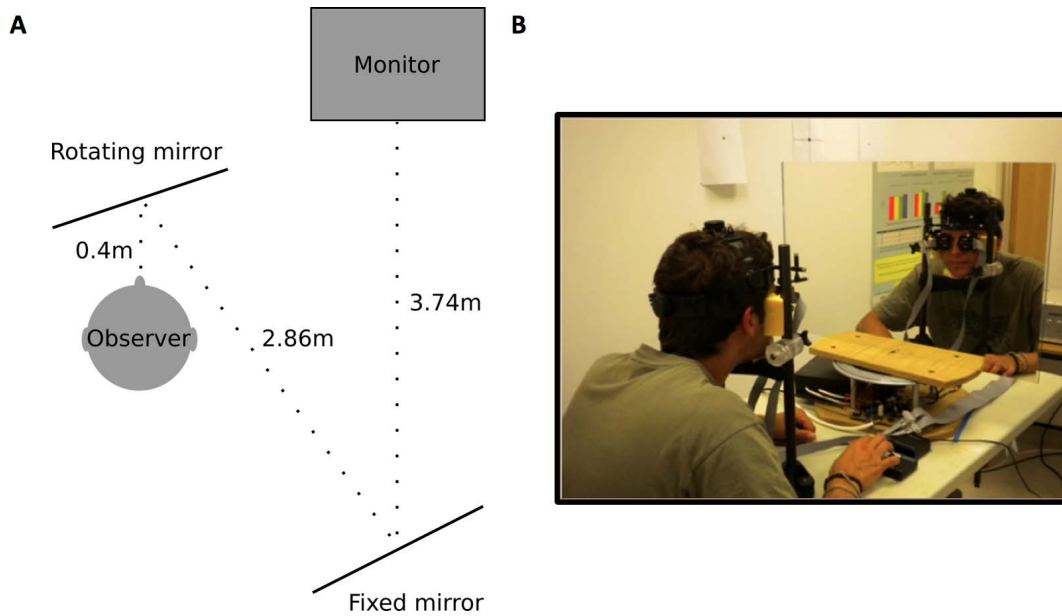 A
B
Monitor
Rotating mirror
0.4m
3.74m
Observer
2.86m
Fixed mirror